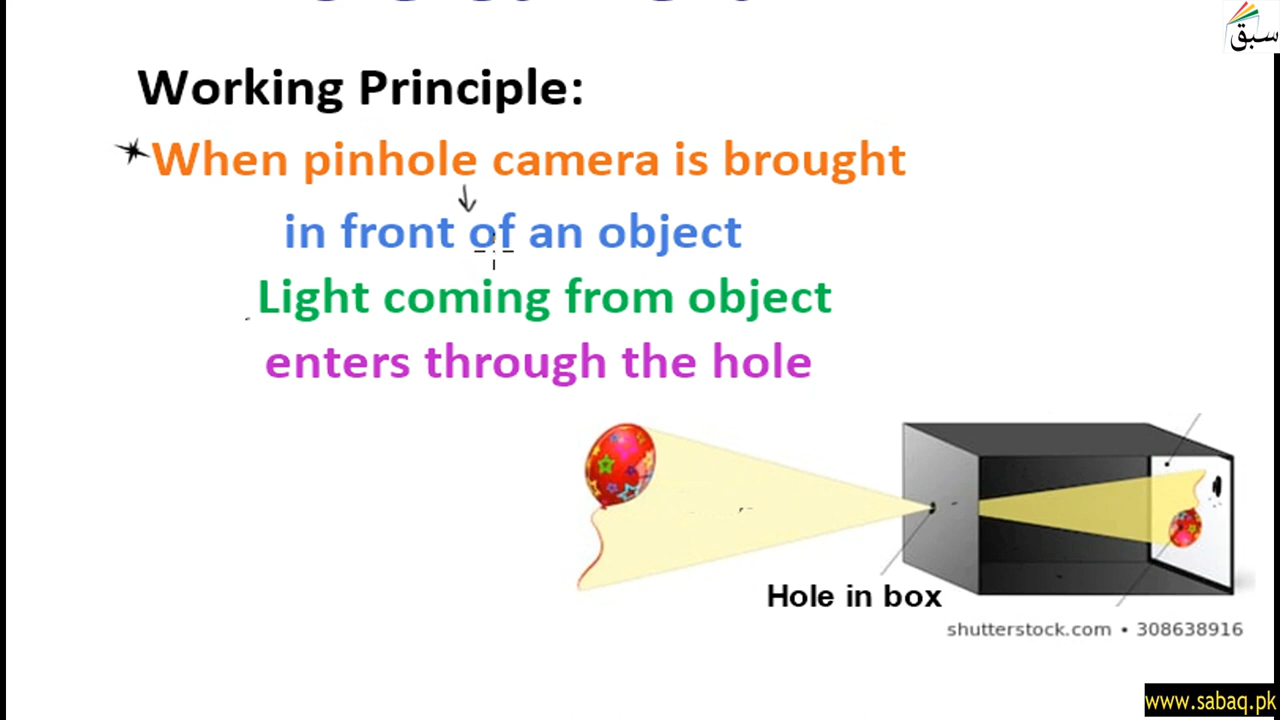 سبق
Working Principle:
When pinhole camera is brought
in front of an object
Light coming from object
enters through the hole
Hole in box
shutterstock.com • 308638916
www.sabaq.pk